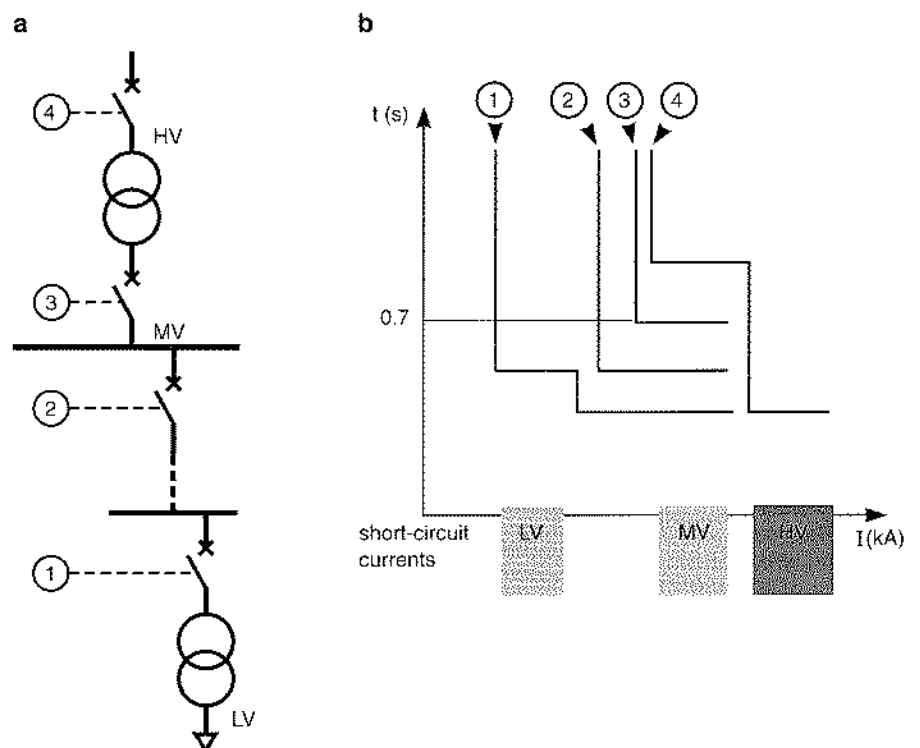 a
4
HV
3
MV
2
1
LV
b
1 2 3 4
t (s)
0.7
short-circuit
currents
LV MV HV I (kA)